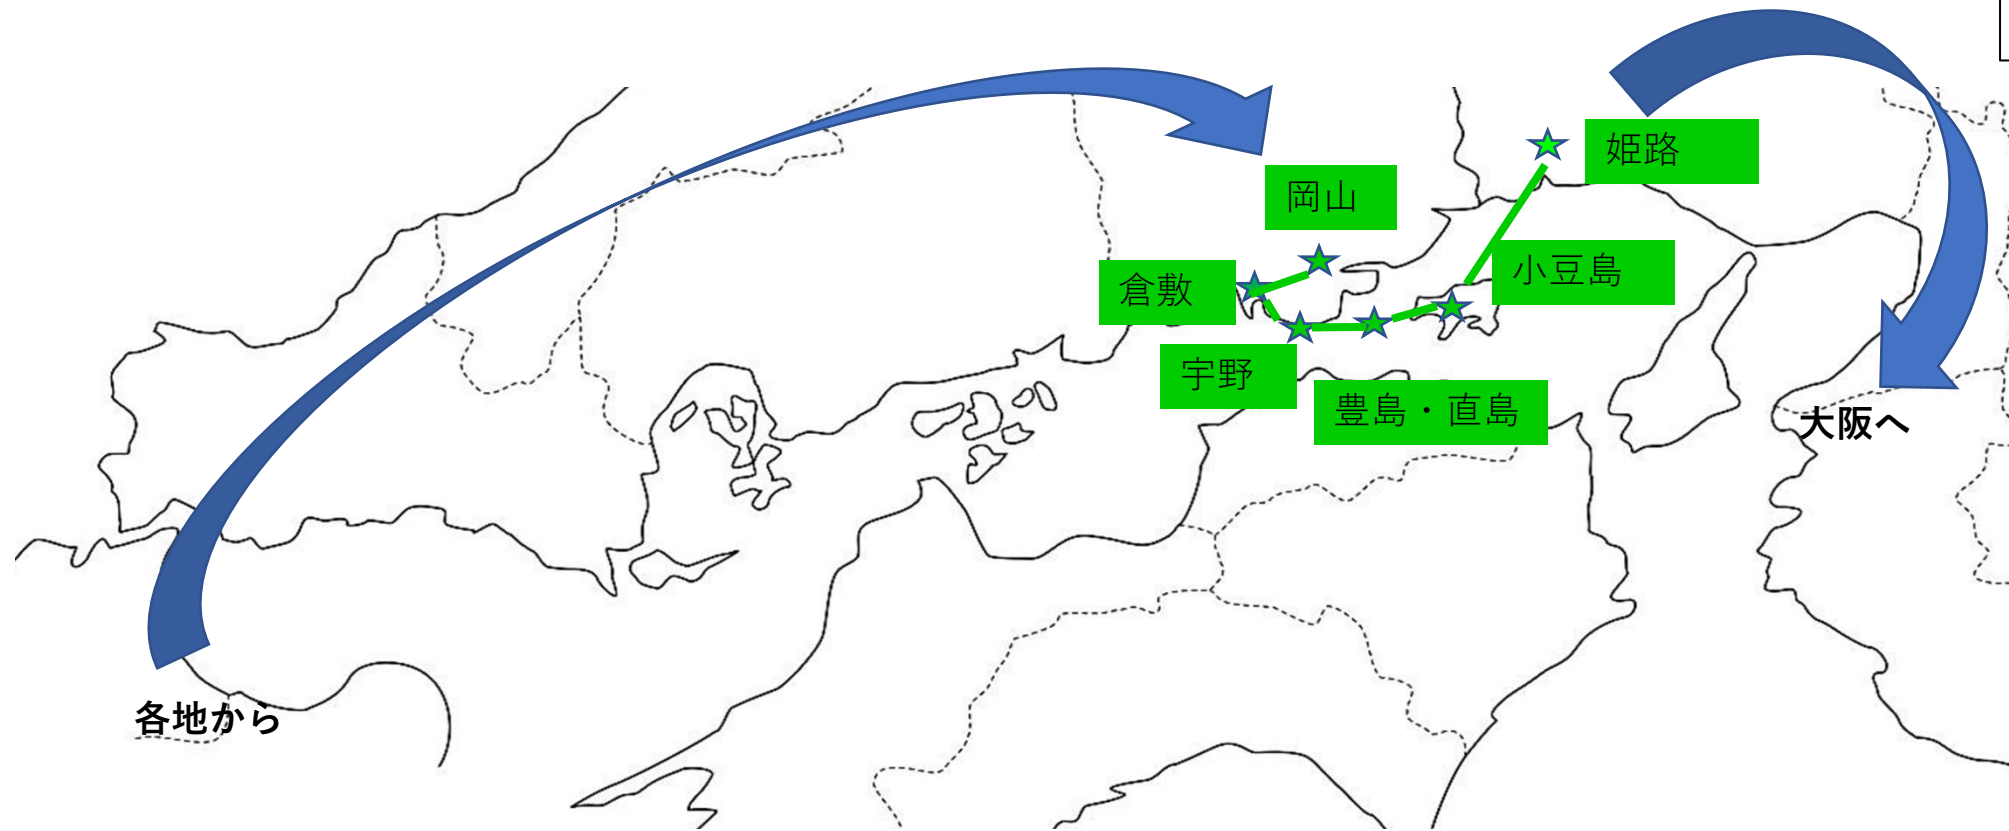 姫路
岡山
小豆島
倉敷
宇野
豊島・直島
大阪へ
各地から